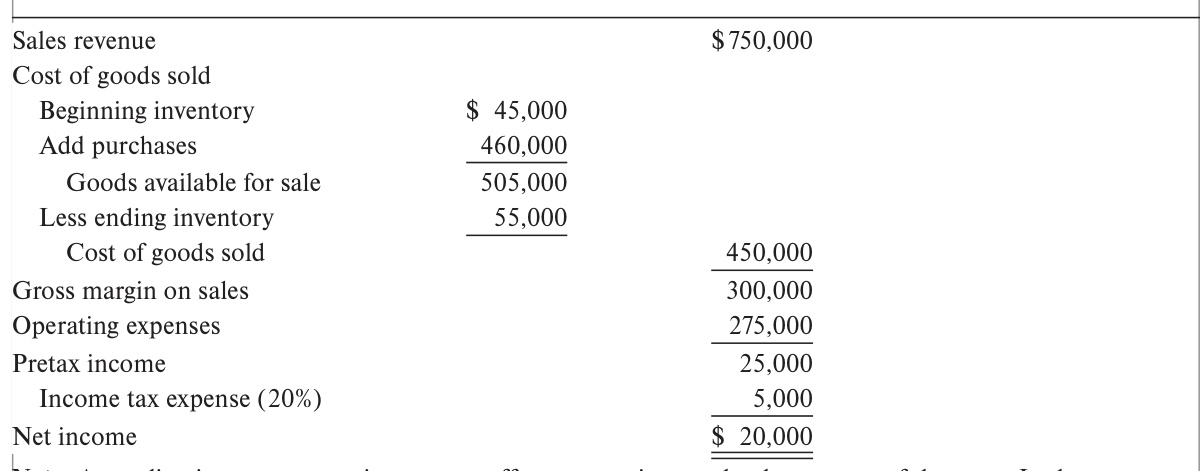 Sales revenue $750,000
Cost of goods sold
Beginning inventory $ 45,000
Add purchases 460,000
Goods available for sale 505,000
Less ending inventory 55,000
Cost of goods sold 450,000
Gross margin on sales 300,000
Operating expenses 275,000
Pretax income 25,000
Income tax expense (20%) 5,000
Net income $ 20,000